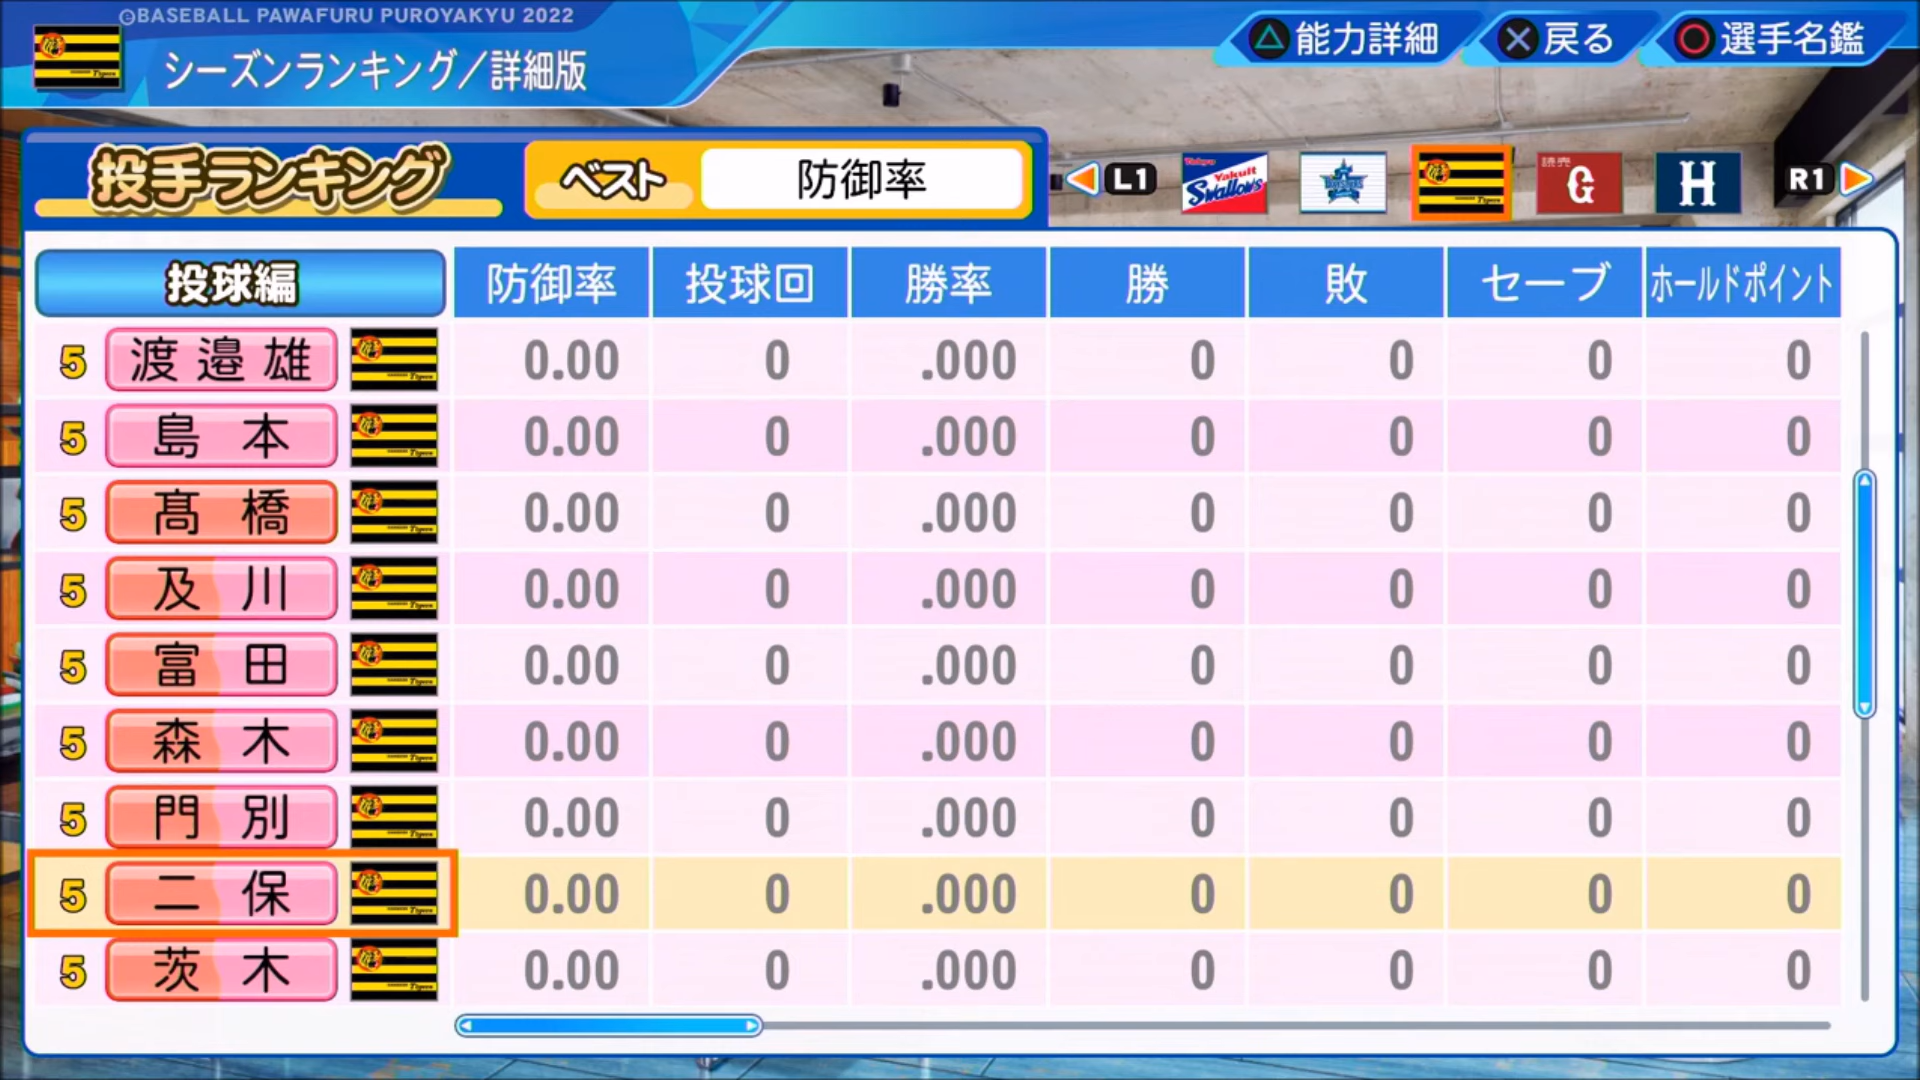 ©BASEBALL PAWAFURU PUROYAKYU 2022
シーズンランキング／詳細版
能力詳細 戻る 選手名鑑
投手ランキング ベスト 防御率
L1 Yakult Swallows G H R1
投球編 防御率 投球回 勝率 勝 敗 セーブ ホールドポイント
5 渡邉雄 0.00 0 .000 0 0 0 0
5 島本 0.00 0 .000 0 0 0 0
5 髙橋 0.00 0 .000 0 0 0 0
5 及川 0.00 0 .000 0 0 0 0
5 富田 0.00 0 .000 0 0 0 0
5 森木 0.00 0 .000 0 0 0 0
5 門別 0.00 0 .000 0 0 0 0
5 二保 0.00 0 .000 0 0 0 0
5 茨木 0.00 0 .000 0 0 0 0